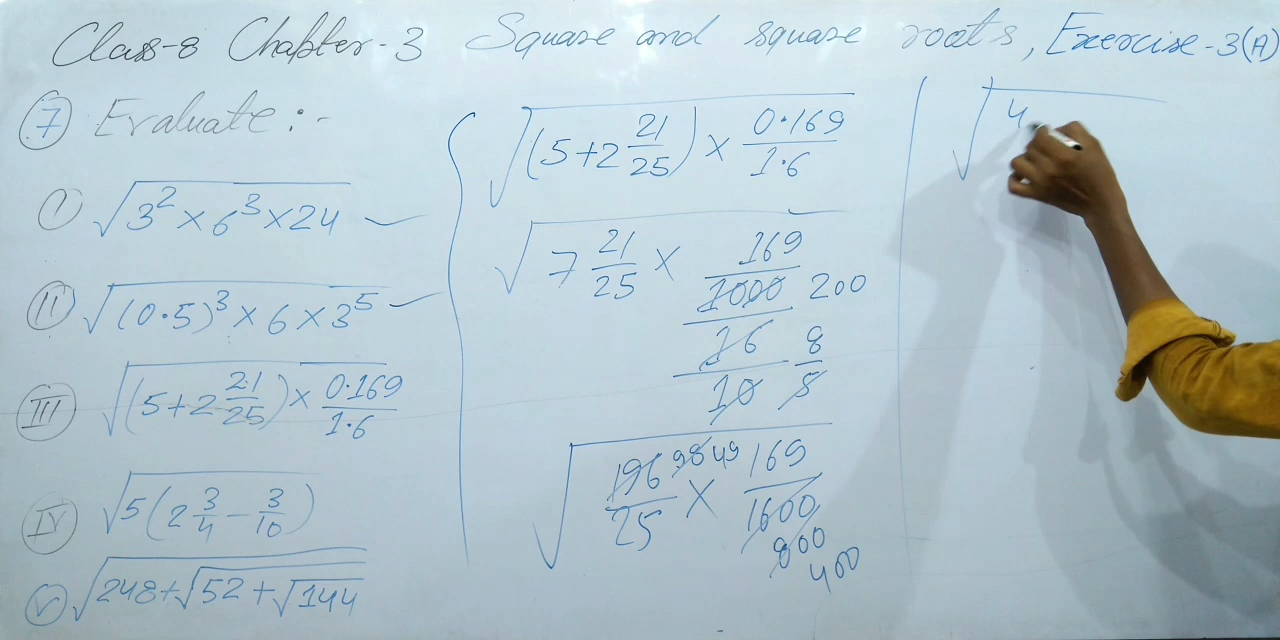 Class-8 Chapter-3 Square and square roots, Exercise-3(A)
7 Evaluate :-
I √(3² × 6³ × 24)
II √((0.5)³ × 6 × 3⁵)
III √((5+2 21/25) × 0.169/1.6)
IV √(5(2 3/4 − 3/10))
V √(248+√(52+√144))
√((5+2 21/25) × 0.169/1.6)
√(7 21/25 × 169/1000 200
16 8
10 5
√(196/25 98 49 × 169/1600
800
400
√4